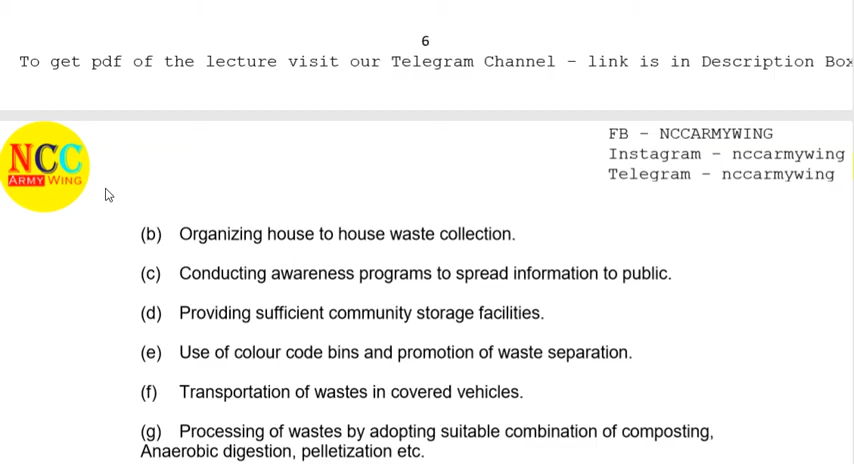 6
To get pdf of the lecture visit our Telegram Channel - link is in Description Box
NCC
ARMY WING
FB - NCCARMYWING
Instagram - nccarmywing
Telegram - nccarmywing
(b) Organizing house to house waste collection.
(c) Conducting awareness programs to spread information to public.
(d) Providing sufficient community storage facilities.
(e) Use of colour code bins and promotion of waste separation.
(f) Transportation of wastes in covered vehicles.
(g) Processing of wastes by adopting suitable combination of composting,
Anaerobic digestion, pelletization etc.